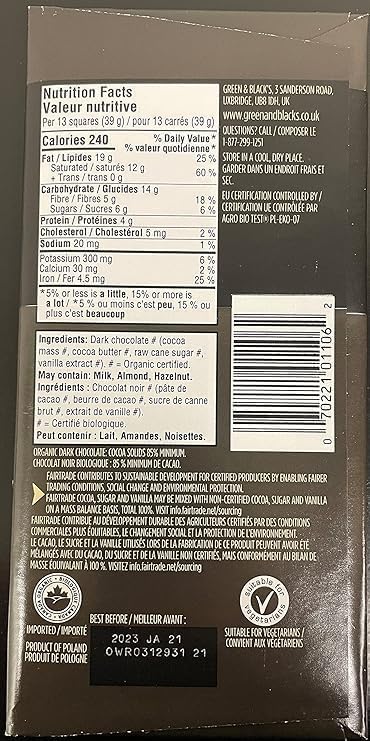 Nutrition Facts
Valeur nutritive
Per 13 squares (39 g) / pour 13 carrés (39 g)
Calories 240
% Daily Value*
% valeur quotidienne*
Fat / Lipides 19 g 25 %
Saturated / saturés 12 g
+ Trans / trans 0 g 60 %
Carbohydrate / Glucides 14 g
Fibre / Fibres 5 g 18 %
Sugars / Sucres 6 g 6 %
Protein / Protéines 4 g
Cholesterol / Cholestérol 5 mg 2 %
Sodium 20 mg 1 %
Potassium 300 mg 6 %
Calcium 30 mg 2 %
Iron / Fer 4.5 mg 25 %
*5% or less is a little, 15% or more is
a lot / *5 % ou moins c'est peu, 15 % ou
plus c'est beaucoup
GREEN & BLACK'S, 3 SANDERSON ROAD,
UXBRIDGE, UB8 1DH, UK
www.greenandblacks.co.uk
QUESTIONS? CALL / COMPOSER LE
1-877-299-1251
STORE IN A COOL, DRY PLACE.
GARDER DANS UN ENDROIT FRAIS ET
SEC.
EU CERTIFICATION CONTROLLED BY /
CERTIFICATION UE CONTRÔLÉE PAR
AGRO BIO TEST® PL-EKO-07
Ingredients: Dark chocolate # (cocoa
mass #, cocoa butter #, raw cane sugar #,
vanilla extract #). # = Organic certified.
May contain: Milk, Almond, Hazelnut.
Ingrédients : Chocolat noir # (pâte de
cacao #, beurre de cacao #, sucre de canne
brut #, extrait de vanille #).
# = Certifié biologique.
Peut contenir : Lait, Amandes, Noisettes.
0 70221 01106 2
ORGANIC DARK CHOCOLATE: COCOA SOLIDS 85% MINIMUM.
CHOCOLAT NOIR BIOLOGIQUE : 85 % MINIMUM DE CACAO.
FAIRTRADE CONTRIBUTES TO SUSTAINABLE DEVELOPMENT FOR CERTIFIED PRODUCERS BY ENABLING FAIRER
TRADING CONDITIONS, SOCIAL CHANGE AND ENVIRONMENTAL PROTECTION.
FAIRTRADE COCOA, SUGAR AND VANILLA MAY BE MIXED WITH NON-CERTIFIED COCOA, SUGAR AND VANILLA
ON A MASS BALANCE BASIS, TOTAL 100%. VISIT info.fairtrade.net/sourcing
FAIRTRADE CONTRIBUE AU DÉVELOPPEMENT DURABLE DES AGRICULTEURS CERTIFIÉS PAR DES CONDITIONS
COMMERCIALES PLUS ÉQUITABLES, LE CHANGEMENT SOCIAL ET LA PROTECTION DE L'ENVIRONNEMENT.
LE CACAO, LE SUCRE ET LA VANILLE UTILISÉS LORS DE LA FABRICATION DE CE PRODUIT PEUVENT AVOIR ÉTÉ
MÉLANGÉS AVEC DU CACAO, DU SUCRE ET DE LA VANILLE NON CERTIFIÉS, MAIS CONFORMÉMENT AU BILAN DE
MASSE ÉQUIVALANT À 100 %. VISITEZ info.fairtrade.net/sourcing
CANADA ORGANIC • BIOLOGIQUE CANADA
IMPORTED / IMPORTÉ
PRODUCT OF POLAND
PRODUIT DE POLOGNE
BEST BEFORE / MEILLEUR AVANT :
2023 JA 21
OWR0312931 21
suitable for
vegetarians
SUITABLE FOR VEGETARIANS /
CONVIENT AUX VÉGÉTARIENS